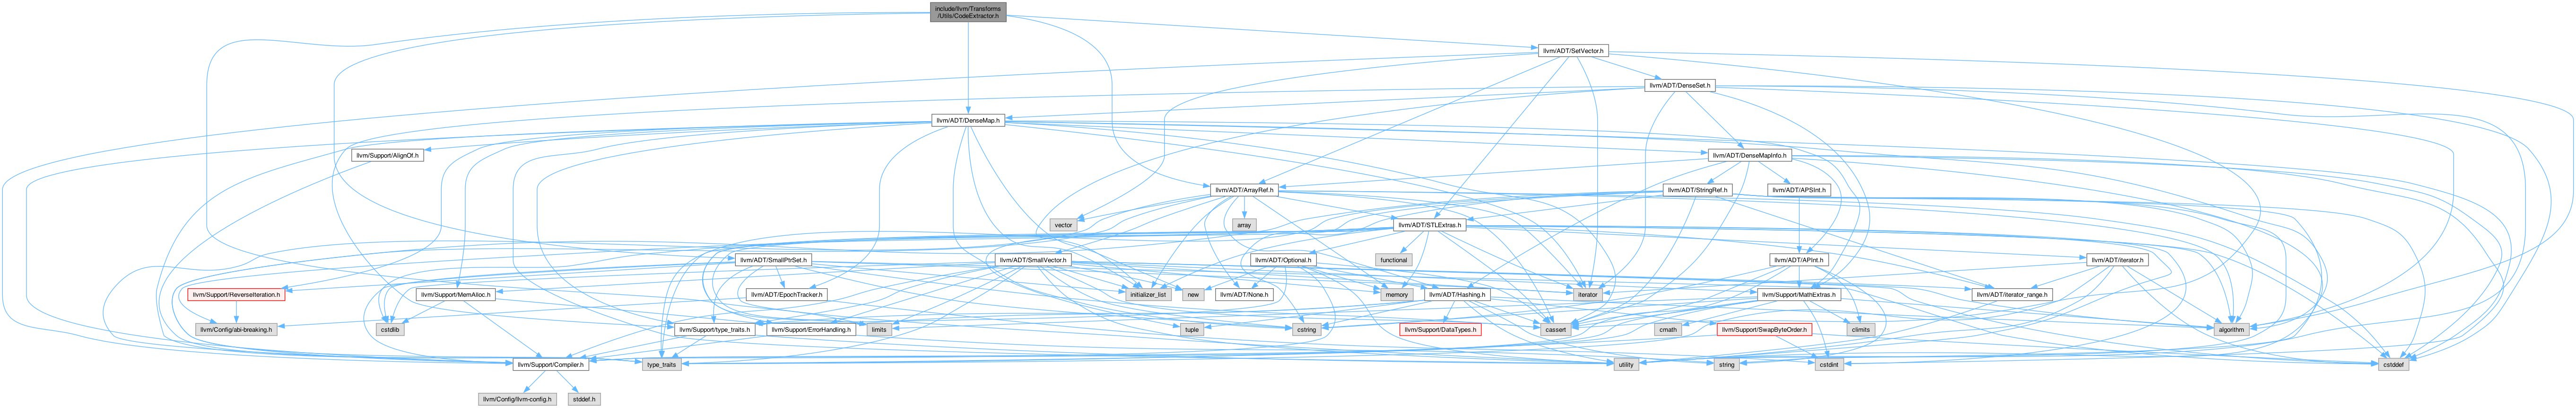 include/llvm/Transforms
/Utils/CodeExtractor.h
llvm/ADT/SetVector.h
llvm/ADT/DenseSet.h
llvm/ADT/DenseMap.h
llvm/Support/AlignOf.h
llvm/ADT/DenseMapInfo.h
llvm/ADT/ArrayRef.h
llvm/ADT/StringRef.h
llvm/ADT/APSInt.h
vector
array
llvm/ADT/STLExtras.h
llvm/ADT/SmallPtrSet.h
llvm/ADT/SmallVector.h
llvm/ADT/Optional.h
functional
llvm/ADT/APInt.h
llvm/ADT/iterator.h
llvm/Support/ReverseIteration.h
llvm/Support/MemAlloc.h
llvm/ADT/EpochTracker.h
initializer_list
new
llvm/ADT/None.h
memory
llvm/ADT/Hashing.h
iterator
llvm/Support/MathExtras.h
llvm/ADT/iterator_range.h
llvm/Config/abi-breaking.h
cstdlib
llvm/Support/type_traits.h
llvm/Support/ErrorHandling.h
limits
tuple
cstring
llvm/Support/DataTypes.h
cassert
cmath
llvm/Support/SwapByteOrder.h
climits
algorithm
llvm/Support/Compiler.h
type_traits
utility
string
cstdint
cstddef
llvm/Config/llvm-config.h
stddef.h